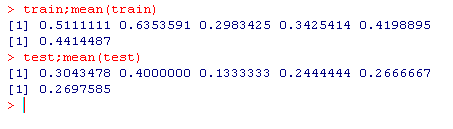 > train;mean(train)
[1] 0.5111111 0.6353591 0.2983425 0.3425414 0.4198895
[1] 0.4414487
> test;mean(test)
[1] 0.3043478 0.4000000 0.1333333 0.2444444 0.2666667
[1] 0.2697585
>